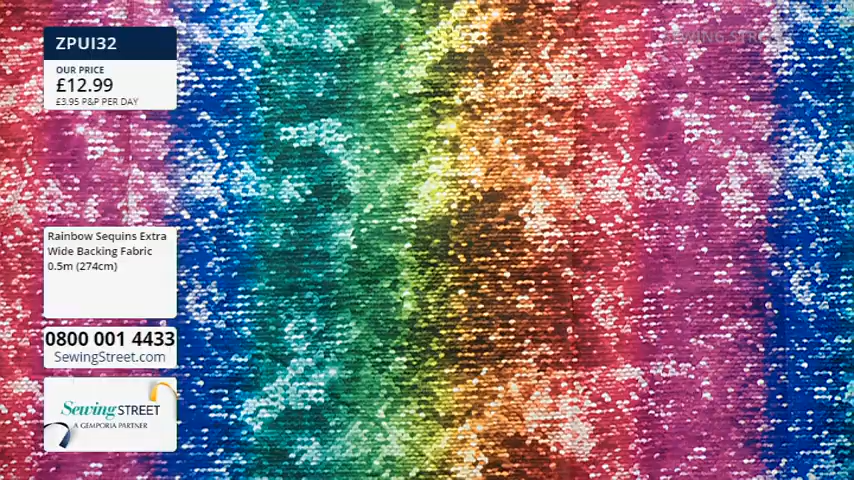 ZPUI32
SEWING STREET
OUR PRICE
£12.99
£3.95 P&P PER DAY
Rainbow Sequins Extra
Wide Backing Fabric
0.5m (274cm)
0800 001 4433
SewingStreet.com
Sewing STREET
A GEMPORIA PARTNER